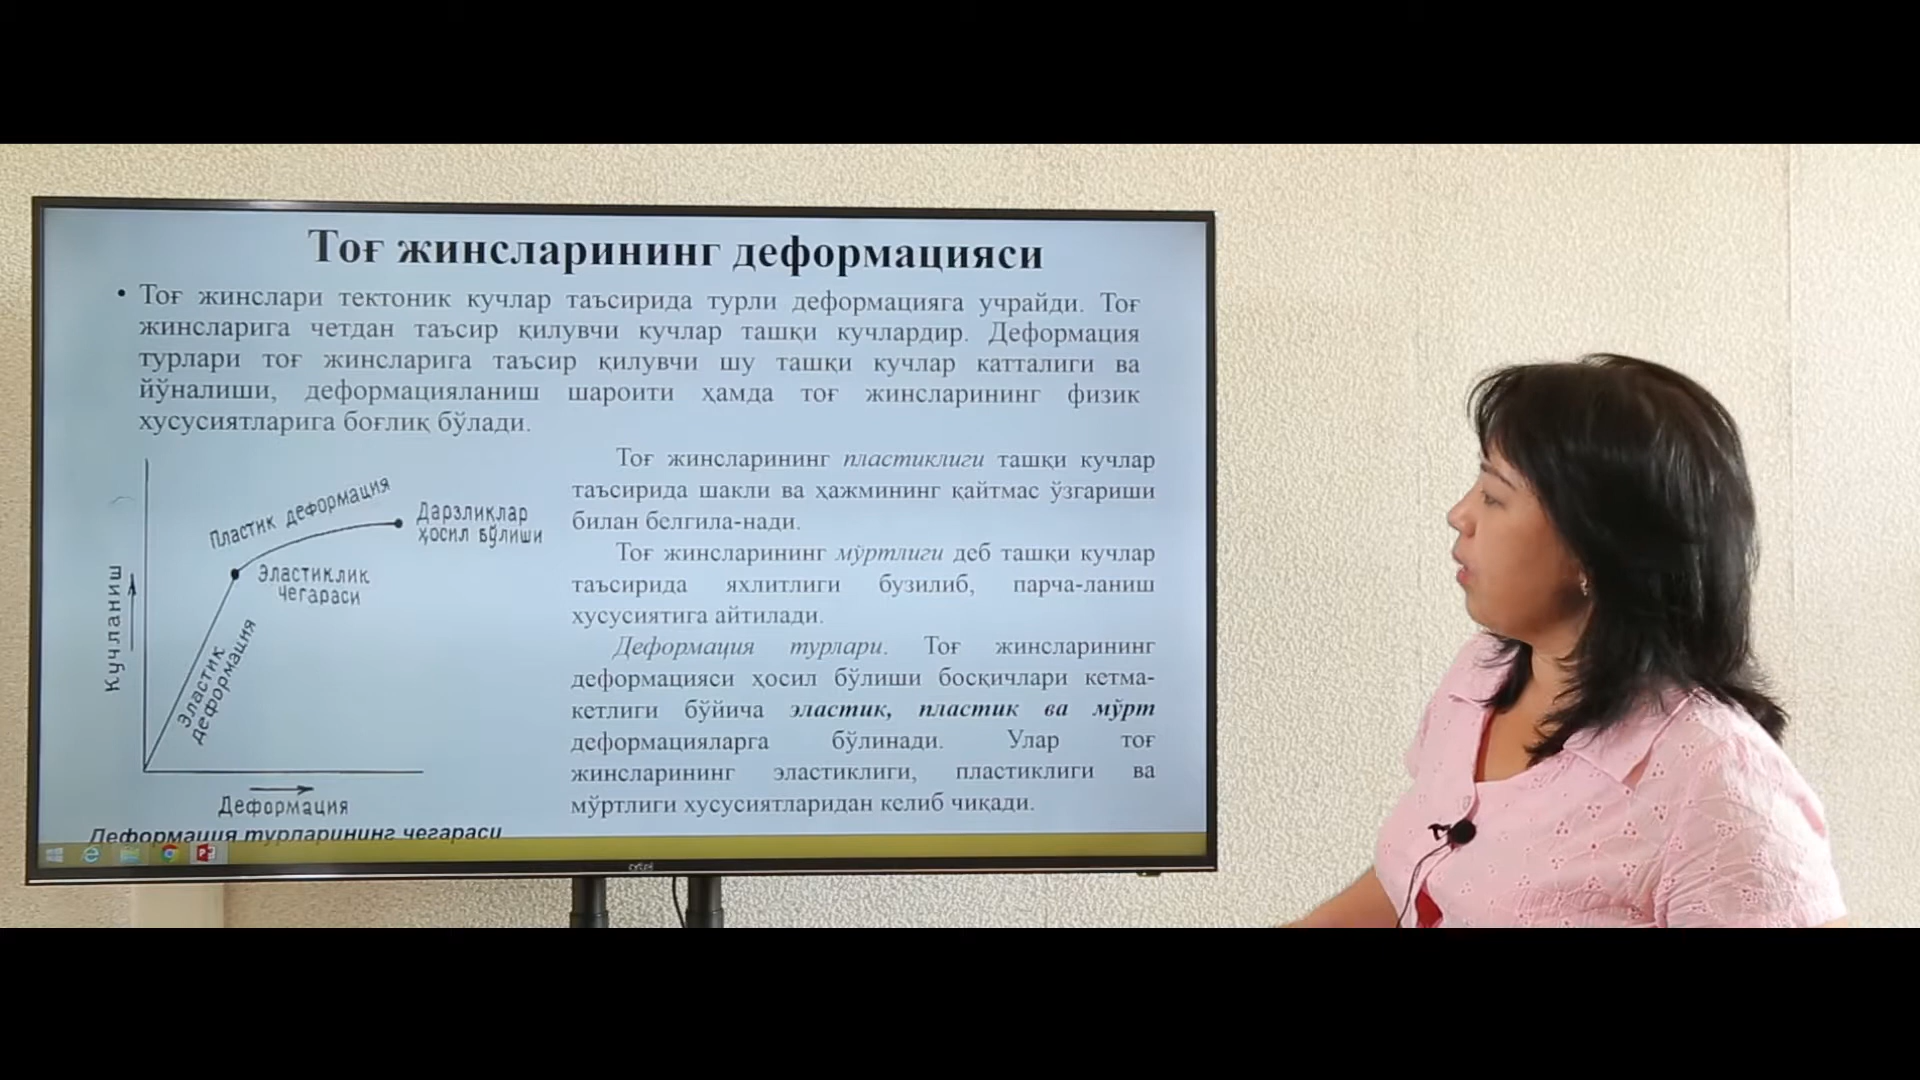 Тоғ жинсларининг деформацияси
• Тоғ жинслари тектоник кучлар таъсирида турли деформацияга учрайди. Тоғ
жинсларига четдан таъсир қилувчи кучлар ташқи кучлардир. Деформация
турлари тоғ жинсларига таъсир қилувчи шу ташқи кучлар катталиги ва
йўналиши, деформацияланиш шароити ҳамда тоғ жинсларининг физик
хусусиятларига боғлиқ бўлади.
Кучланиш
Пластик деформация
Дарзликлар
ҳосил бўлиши
Эластиклик
чегараси
Эластик
деформация
Деформация
Деформация турларининг чегараси
Тоғ жинсларининг пластиклиги ташқи кучлар
таъсирида шакли ва ҳажмининг қайтмас ўзгариши
билан белгила-нади.
Тоғ жинсларининг мўртлиги деб ташқи кучлар
таъсирида яхлитлиги бузилиб, парча-ланиш
хусусиятига айтилади.
Деформация турлари. Тоғ жинсларининг
деформацияси ҳосил бўлиши босқичлари кетма-
кетлиги бўйича эластик, пластик ва мўрт
деформацияларга бўлинади. Улар тоғ
жинсларининг эластиклиги, пластиклиги ва
мўртлиги хусусиятларидан келиб чиқади.